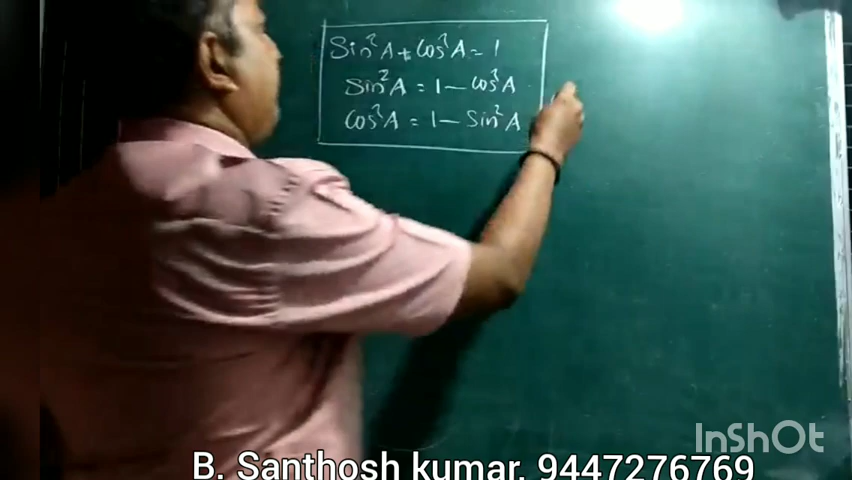 Sin²A + Cos²A = 1
Sin²A = 1 – Cos²A
Cos²A = 1 – Sin²A
InShOt
B. Santhosh kumar. 9447276769